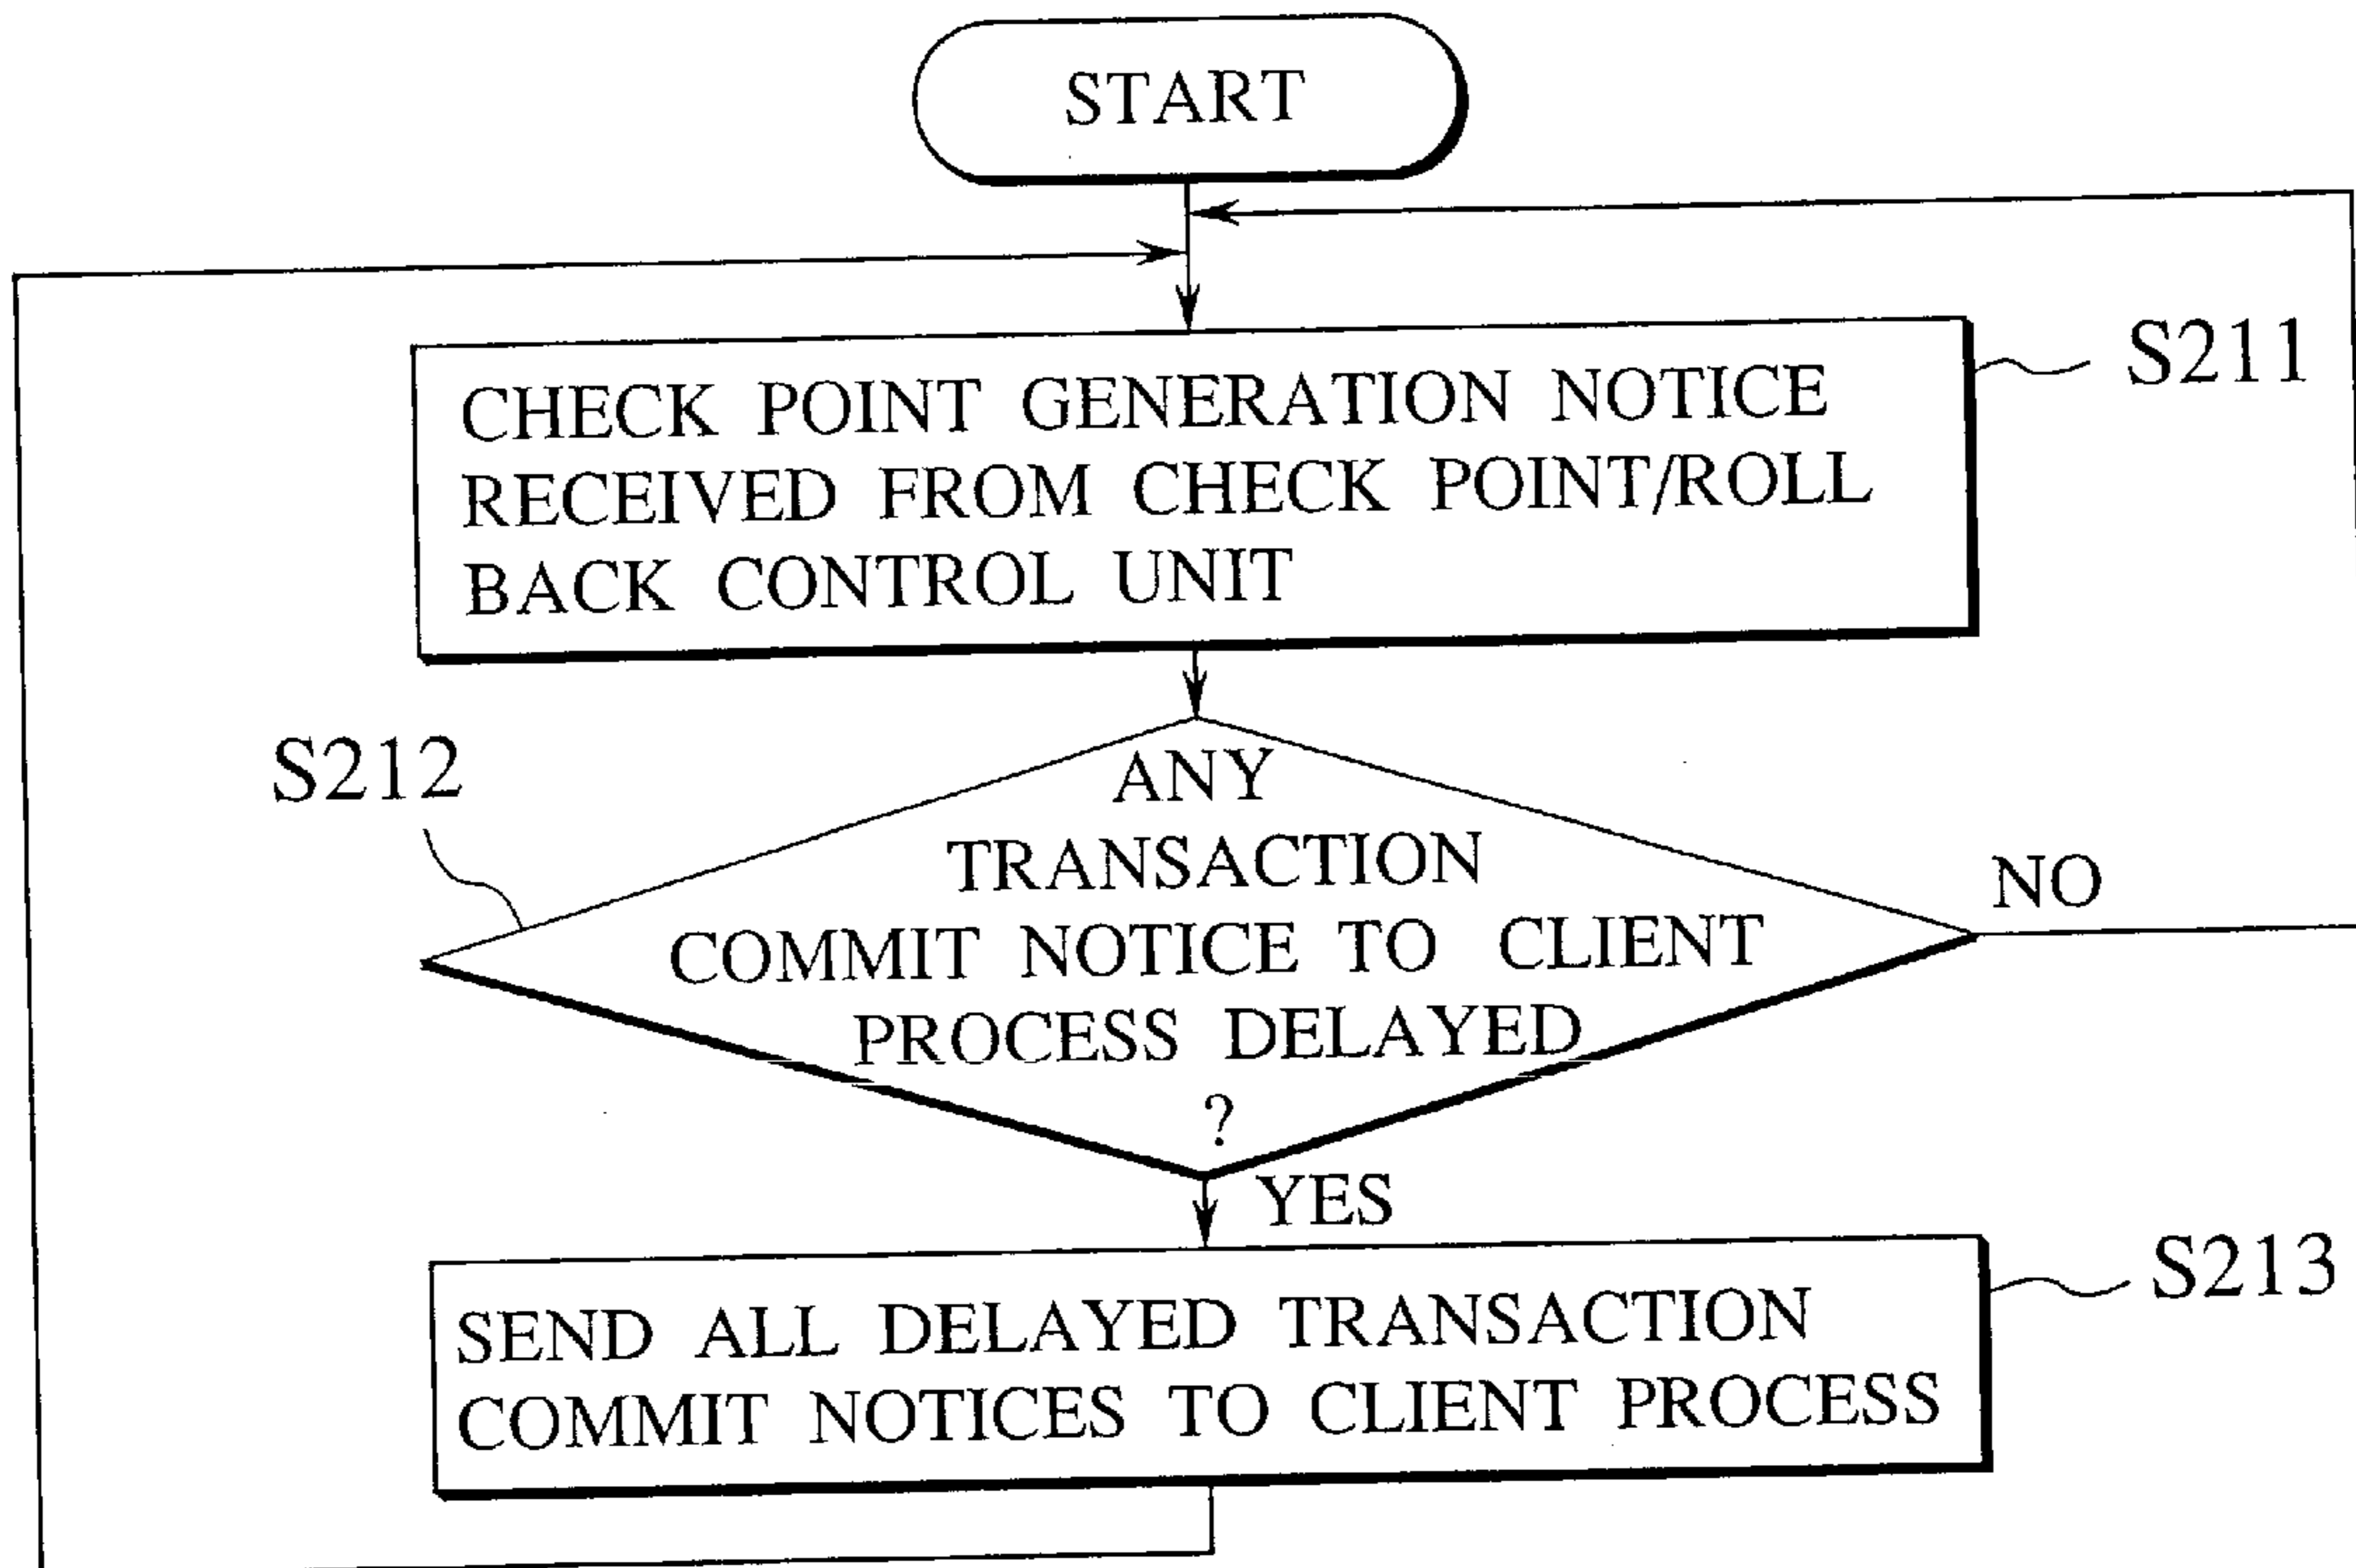 START
S211
CHECK POINT GENERATION NOTICE
RECEIVED FROM CHECK POINT/ROLL
BACK CONTROL UNIT
S212
ANY
TRANSACTION
COMMIT NOTICE TO CLIENT
PROCESS DELAYED
?
NO
YES
S213
SEND ALL DELAYED TRANSACTION
COMMIT NOTICES TO CLIENT PROCESS